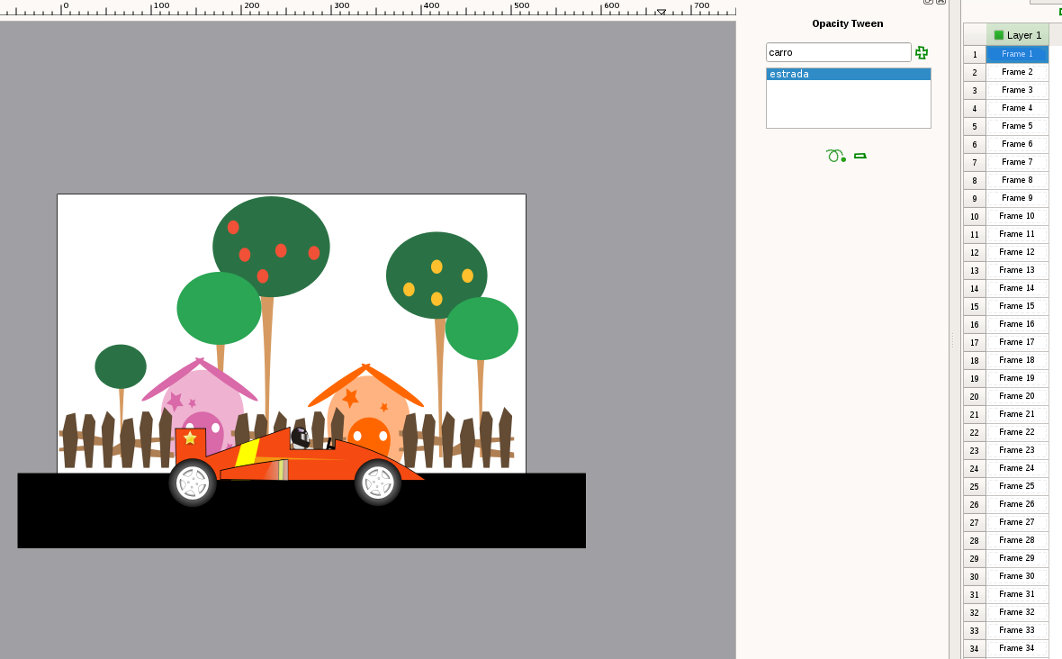 0 100 200 300 400 500 600 700
Opacity Tween
carro
estrada
Layer 1
1 Frame 1
2 Frame 2
3 Frame 3
4 Frame 4
5 Frame 5
6 Frame 6
7 Frame 7
8 Frame 8
9 Frame 9
10 Frame 10
11 Frame 11
12 Frame 12
13 Frame 13
14 Frame 14
15 Frame 15
16 Frame 16
17 Frame 17
18 Frame 18
19 Frame 19
20 Frame 20
21 Frame 21
22 Frame 22
23 Frame 23
24 Frame 24
25 Frame 25
26 Frame 26
27 Frame 27
28 Frame 28
29 Frame 29
30 Frame 30
31 Frame 31
32 Frame 32
33 Frame 33
34 Frame 34